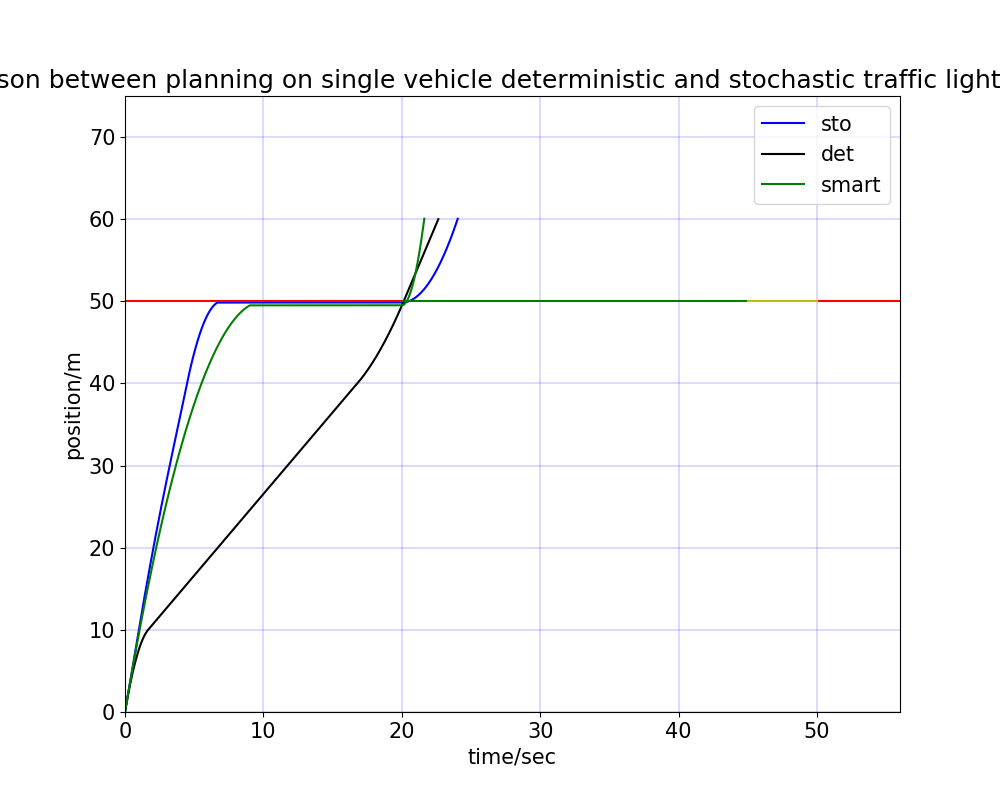 son between planning on single vehicle deterministic and stochastic traffic light
sto
det
smart
70
60
50
40
30
20
10
0
position/m
0 10 20 30 40 50
time/sec